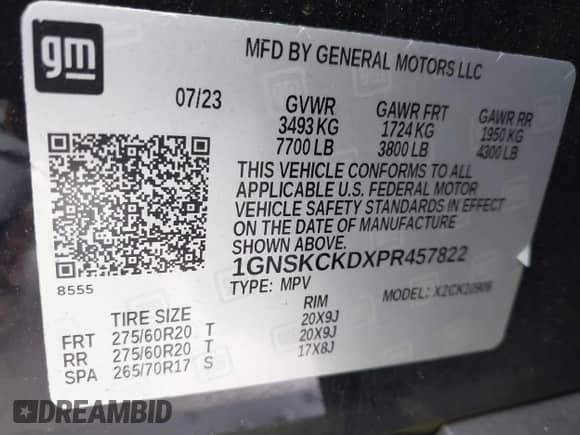 gm
MFD BY GENERAL MOTORS LLC
07/23 GVWR GAWR FRT GAWR RR
3493 KG 1724 KG 1950 KG
7700 LB 3800 LB 4300 LB
THIS VEHICLE CONFORMS TO ALL
APPLICABLE U.S. FEDERAL MOTOR
VEHICLE SAFETY STANDARDS IN EFFECT
ON THE DATE OF MANUFACTURE
SHOWN ABOVE.
1GNSKCKDXPR457822
8555
TYPE: MPV MODEL:
TIRE SIZE RIM
FRT 275/60R20 T 20X9J
RR 275/60R20 T 20X9J
SPA 265/70R17 S 17X8J
DREAMBID